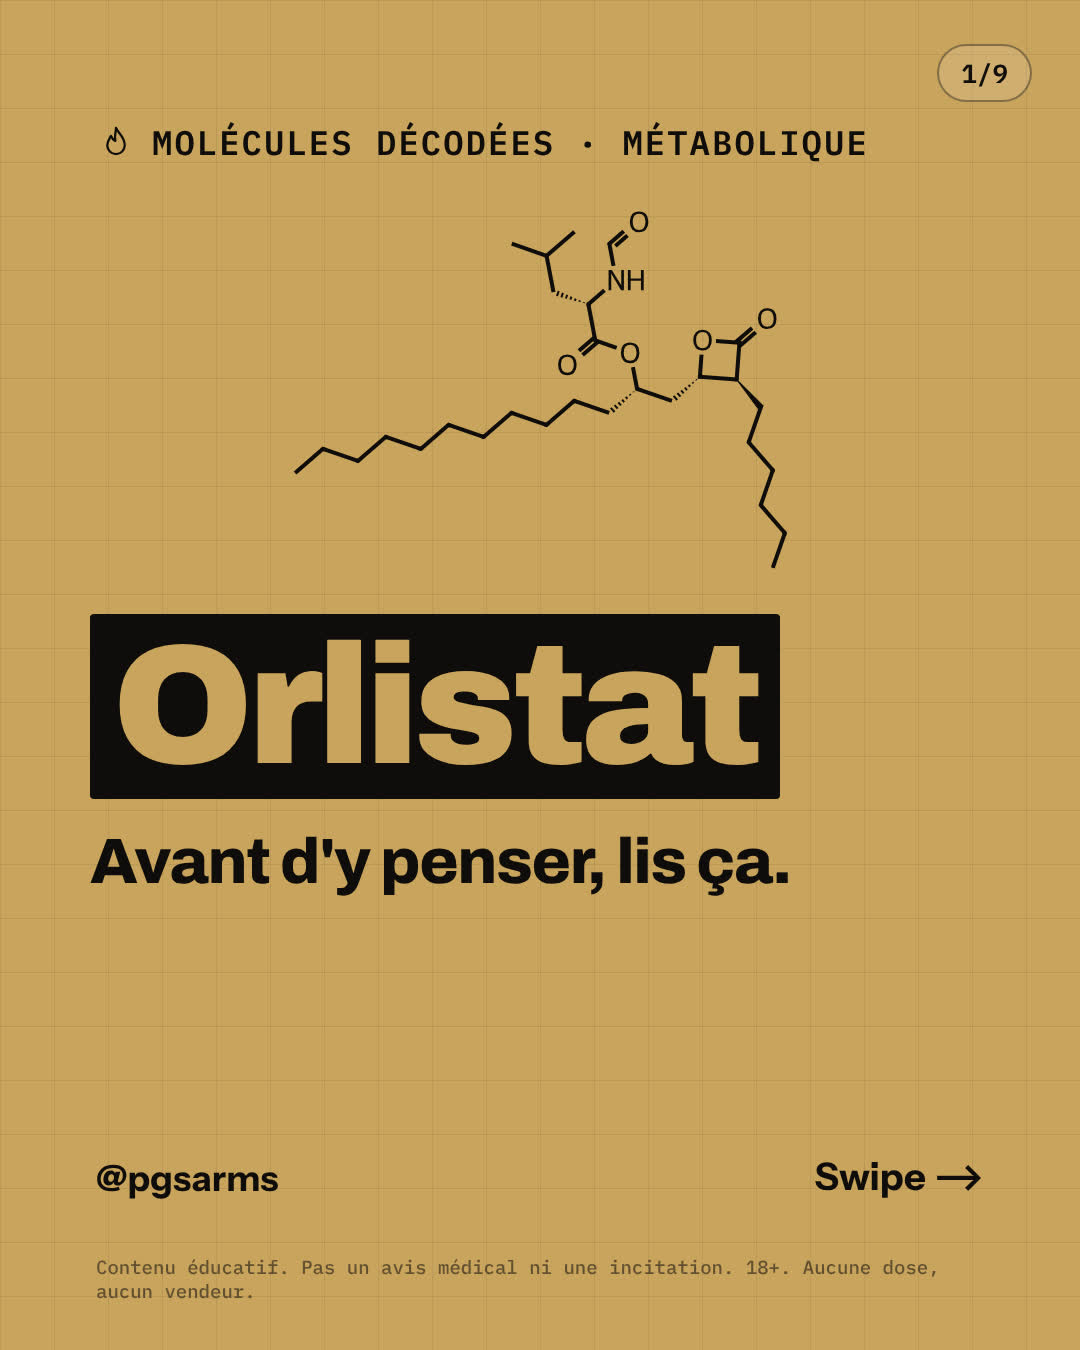 1/9
MOLÉCULES DÉCODÉES · MÉTABOLIQUE
O
NH
O
O
O
O
O
Orlistat
Avant d'y penser, lis ça.
@pgsarms
Swipe →
Contenu éducatif. Pas un avis médical ni une incitation. 18+. Aucune dose,
aucun vendeur.